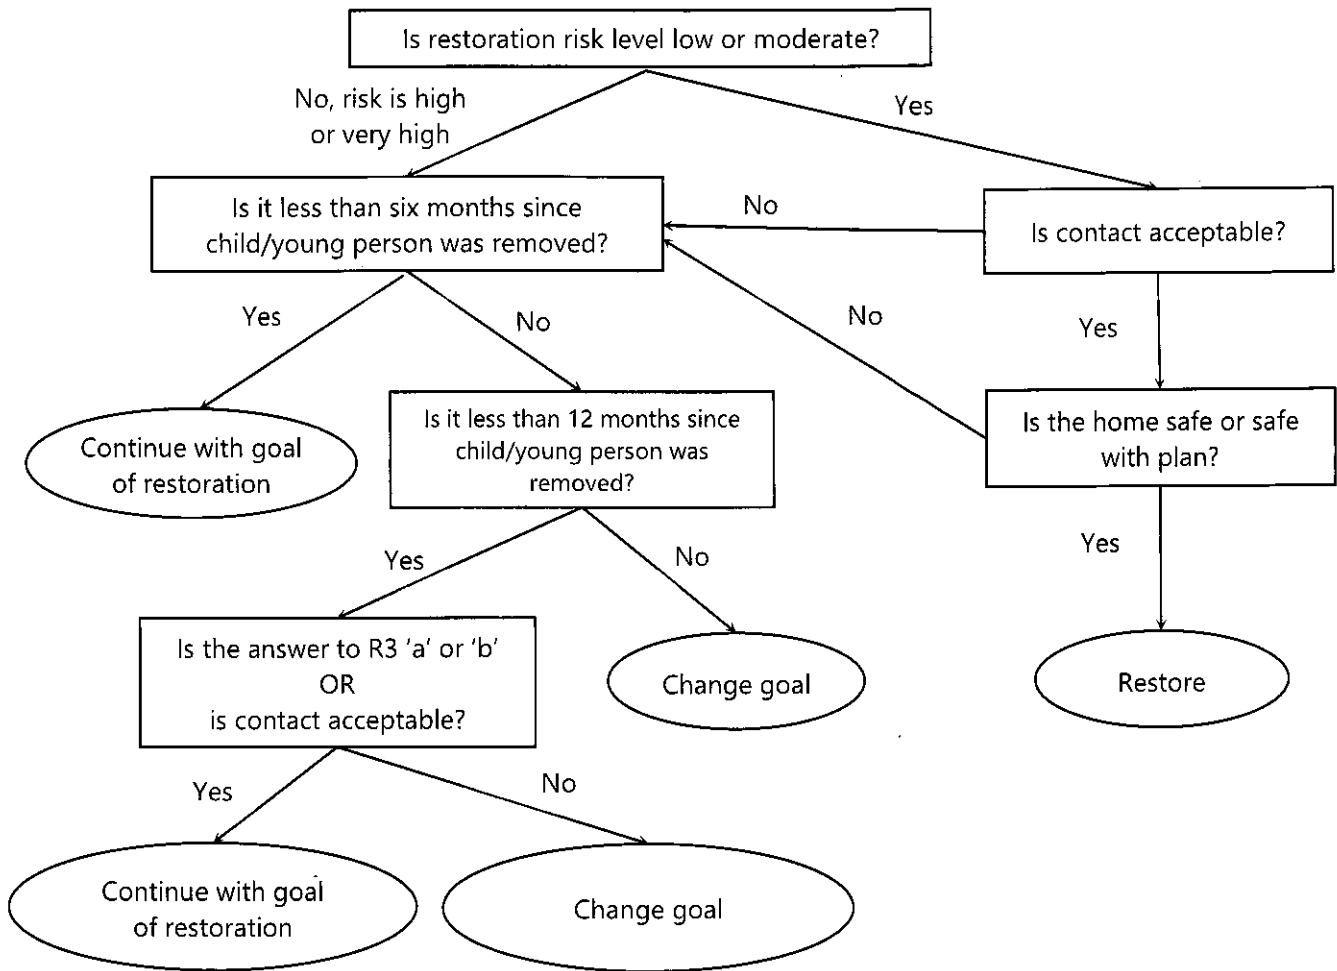 Is restoration risk level low or moderate?
No, risk is high
or very high
Yes
Is it less than six months since
child/young person was removed?
No
Is contact acceptable?
Yes
No
No
Yes
Continue with goal
of restoration
Is it less than 12 months since
child/young person was
removed?
Is the home safe or safe
with plan?
Yes
No
Yes
Is the answer to R3 'a' or 'b'
OR
is contact acceptable?
Change goal
Restore
Yes
No
Continue with goal
of restoration
Change goal